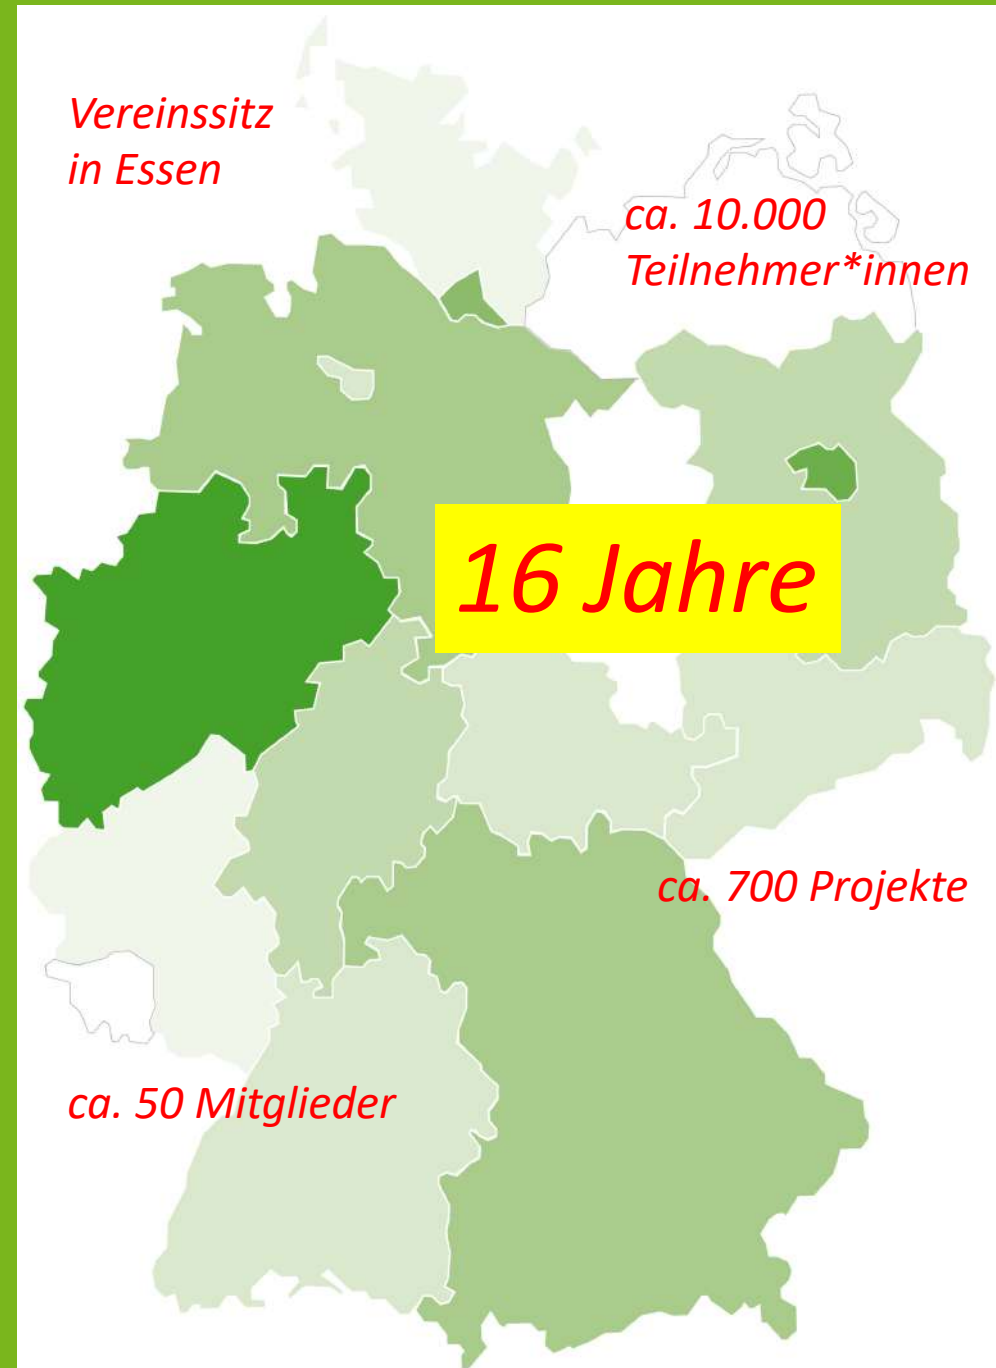 Vereinssitz
in Essen
ca. 10.000
Teilnehmer*innen
16 Jahre
ca. 700 Projekte
ca. 50 Mitglieder